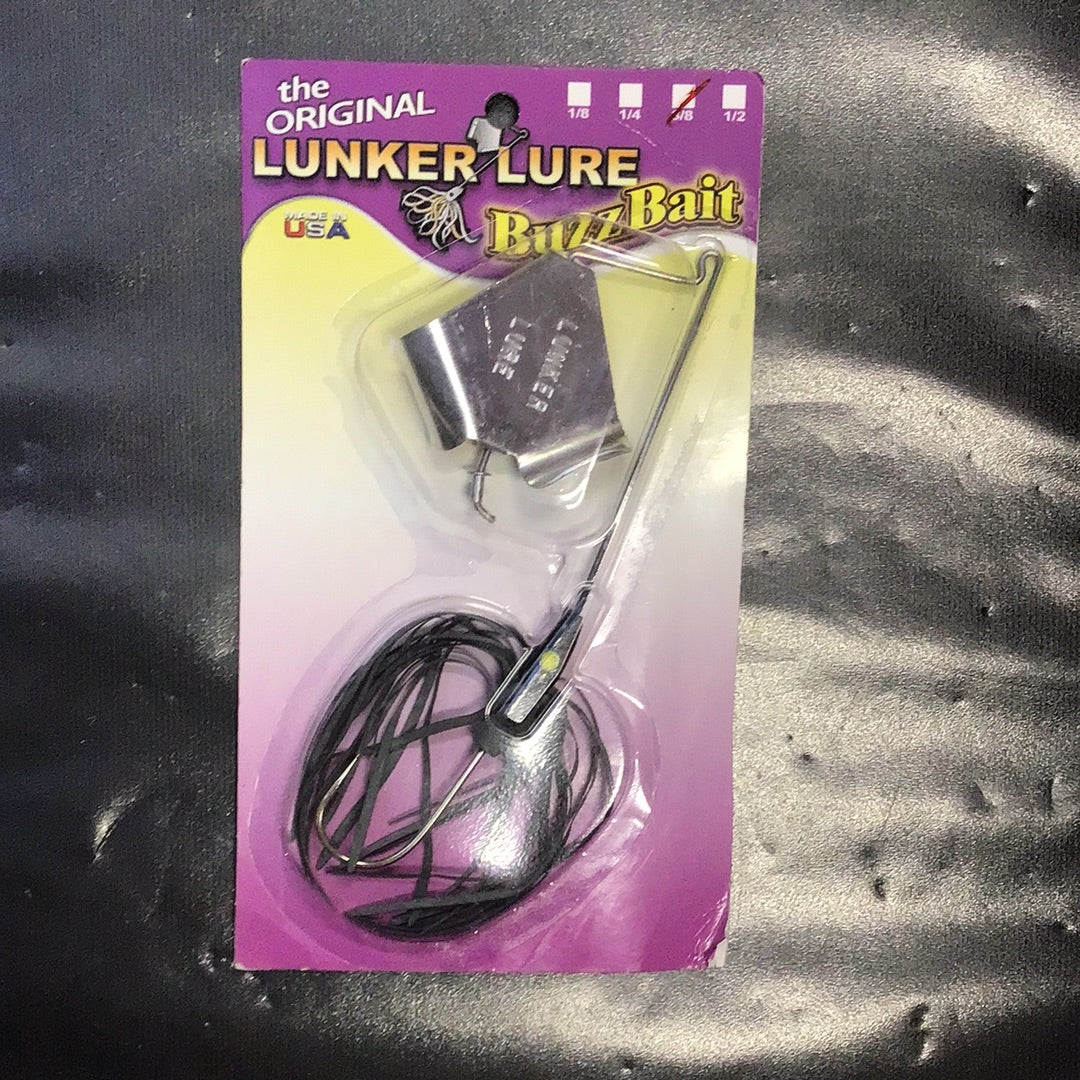 the
ORIGINAL
LUNKER LURE
BuzzBait
1/8 1/4 3/8 1/2
MADE IN
USA
LUNKER
LURE